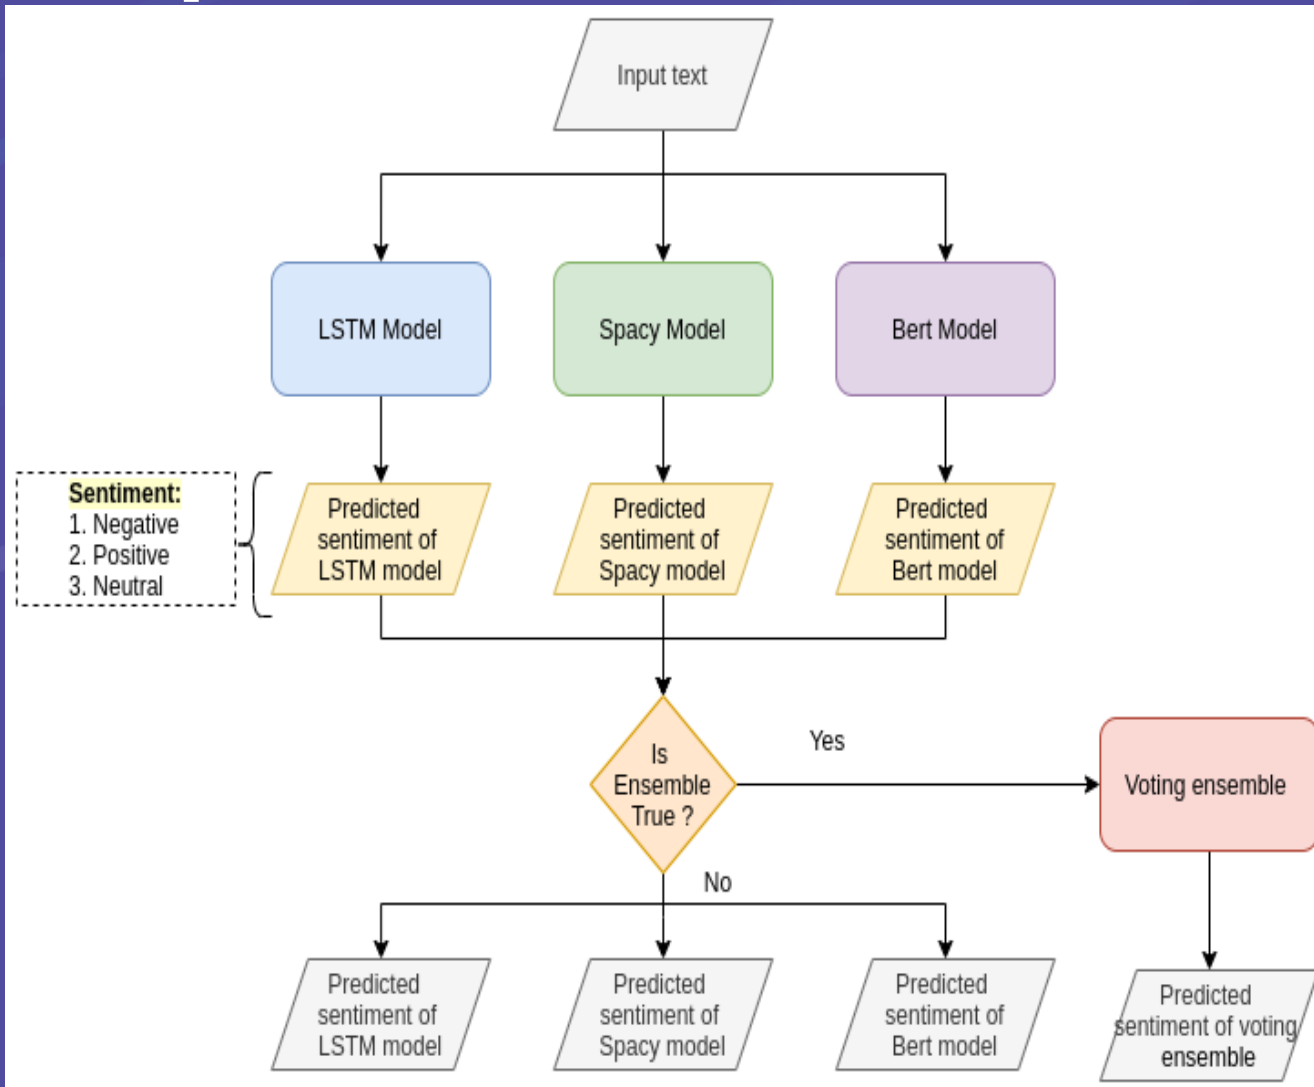 Input text
LSTM Model
Spacy Model
Bert Model
Sentiment:
1. Negative
2. Positive
3. Neutral
Predicted
sentiment of
LSTM model
Predicted
sentiment of
Spacy model
Predicted
sentiment of
Bert model
Is
Ensemble
True ?
Yes
Voting ensemble
No
Predicted
sentiment of
LSTM model
Predicted
sentiment of
Spacy model
Predicted
sentiment of
Bert model
Predicted
sentiment of voting
ensemble